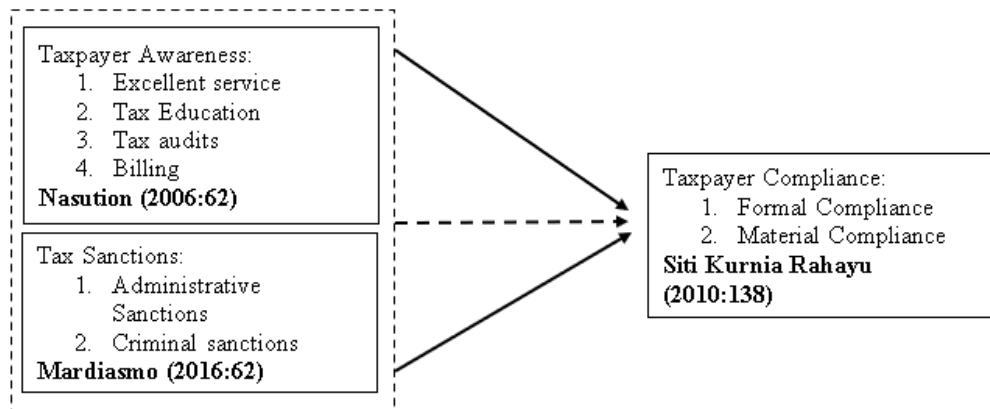 Taxpayer Awareness:
1. Excellent service
2. Tax Education
3. Tax audits
4. Billing
Nasution (2006:62)
Tax Sanctions:
1. Administrative
Sanctions
2. Criminal sanctions
Mardiasmo (2016:62)
Taxpayer Compliance:
1. Formal Compliance
2. Material Compliance
Siti Kurnia Rahayu
(2010:138)